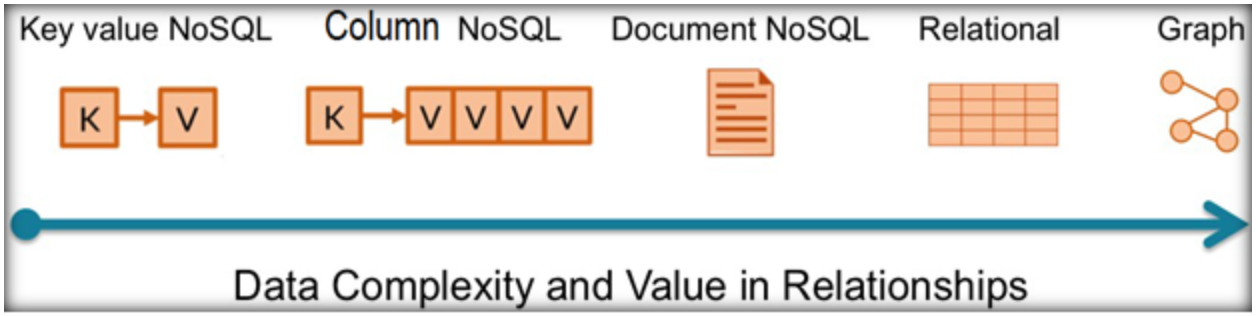 Key value NoSQL Column NoSQL Document NoSQL Relational Graph
K V K V V V V
Data Complexity and Value in Relationships